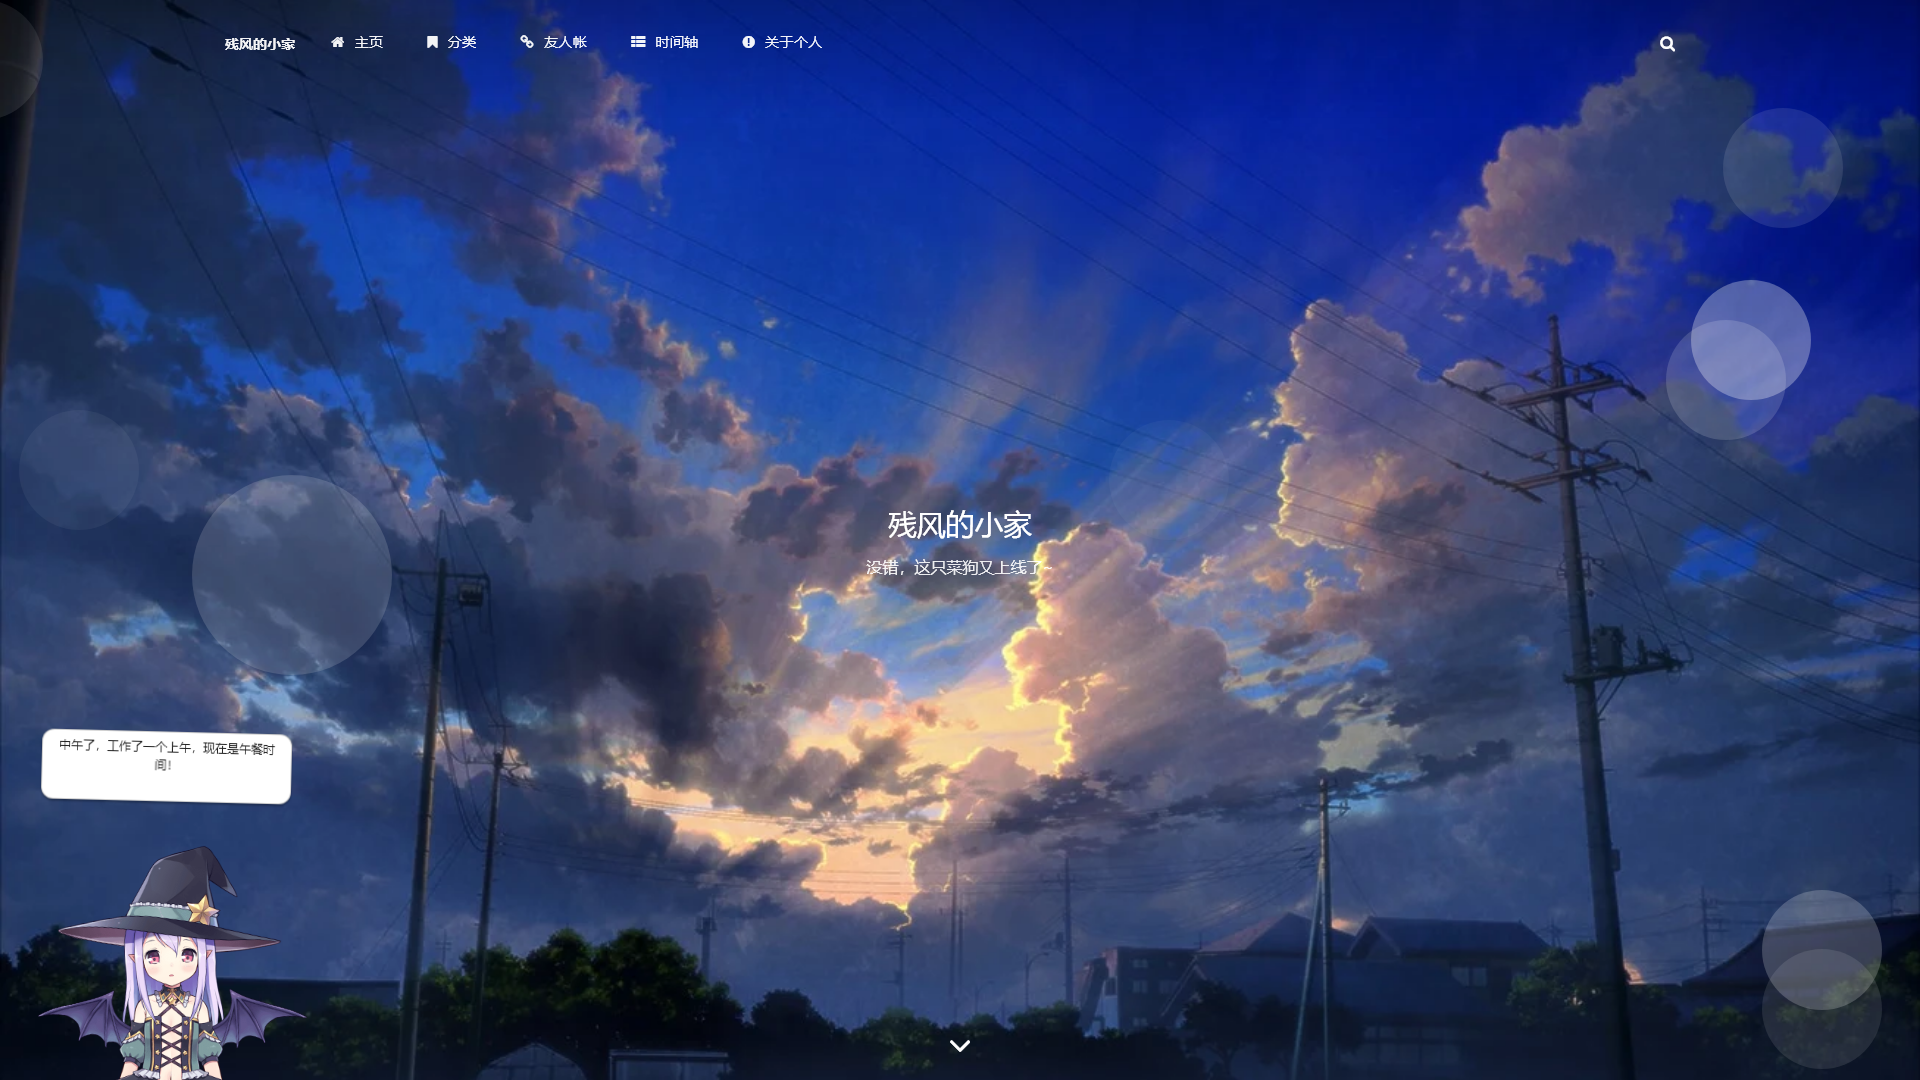 残风的小家
主页
分类
友人帐
时间轴
关于个人
残风的小家
没错，这只菜狗又上线了~
中午了，工作了一个上午，现在是午餐时
间！